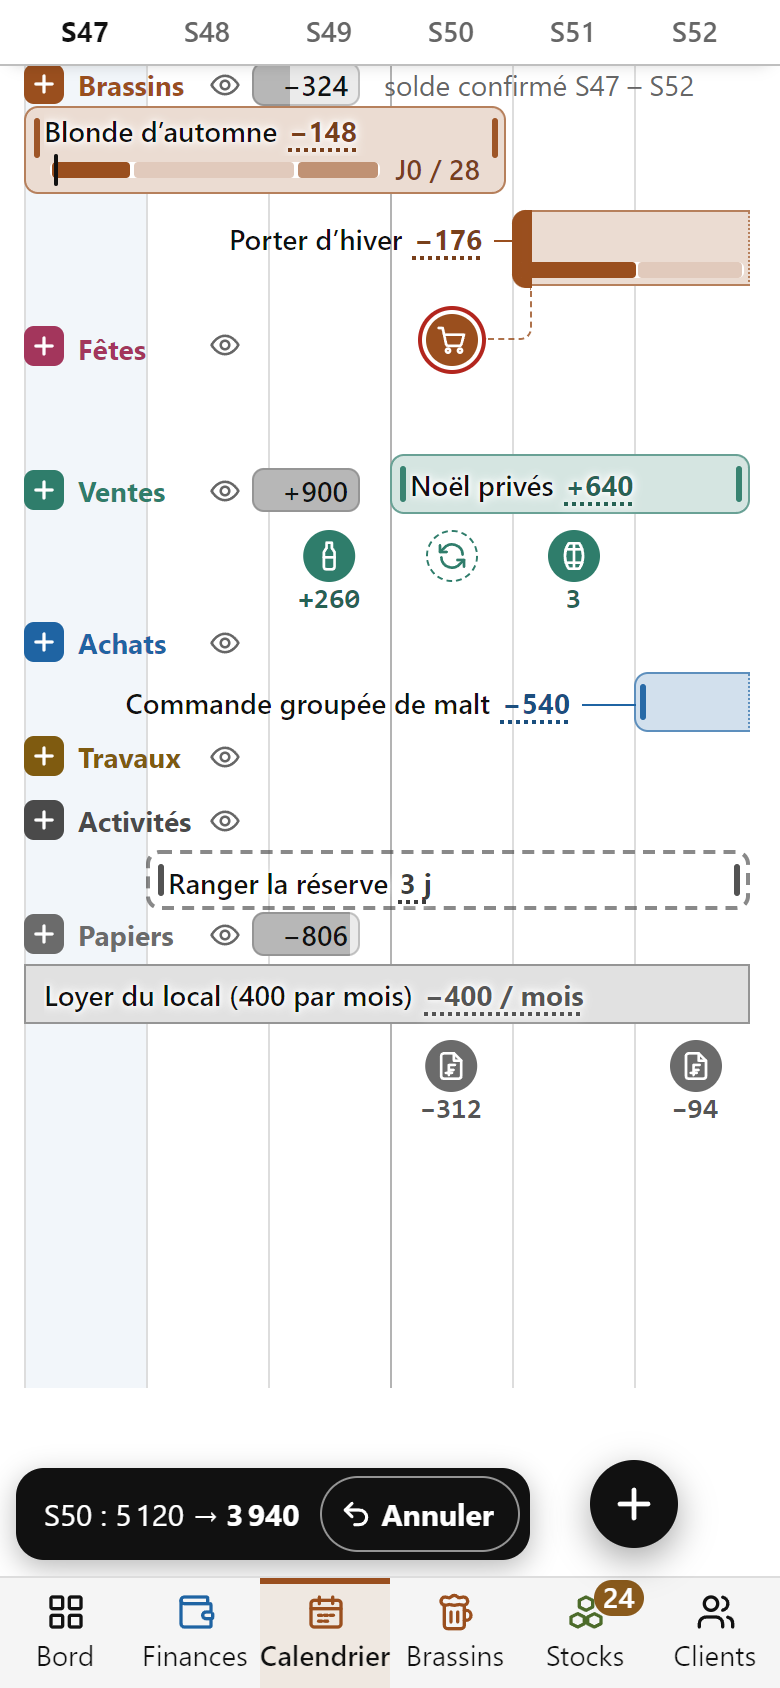 S47 S48 S49 S50 S51 S52
Brassins −324 solde confirmé S47 – S52
Blonde d’automne −148
J0 / 28
Porter d’hiver −176
Fêtes
Ventes +900 Noël privés +640
+260 3
Achats
Commande groupée de malt −540
Travaux
Activités
Ranger la réserve 3 j
Papiers −806
Loyer du local (400 par mois) −400 / mois
−312 −94
S50 : 5 120 → 3 940 Annuler
24
Bord Finances Calendrier Brassins Stocks Clients